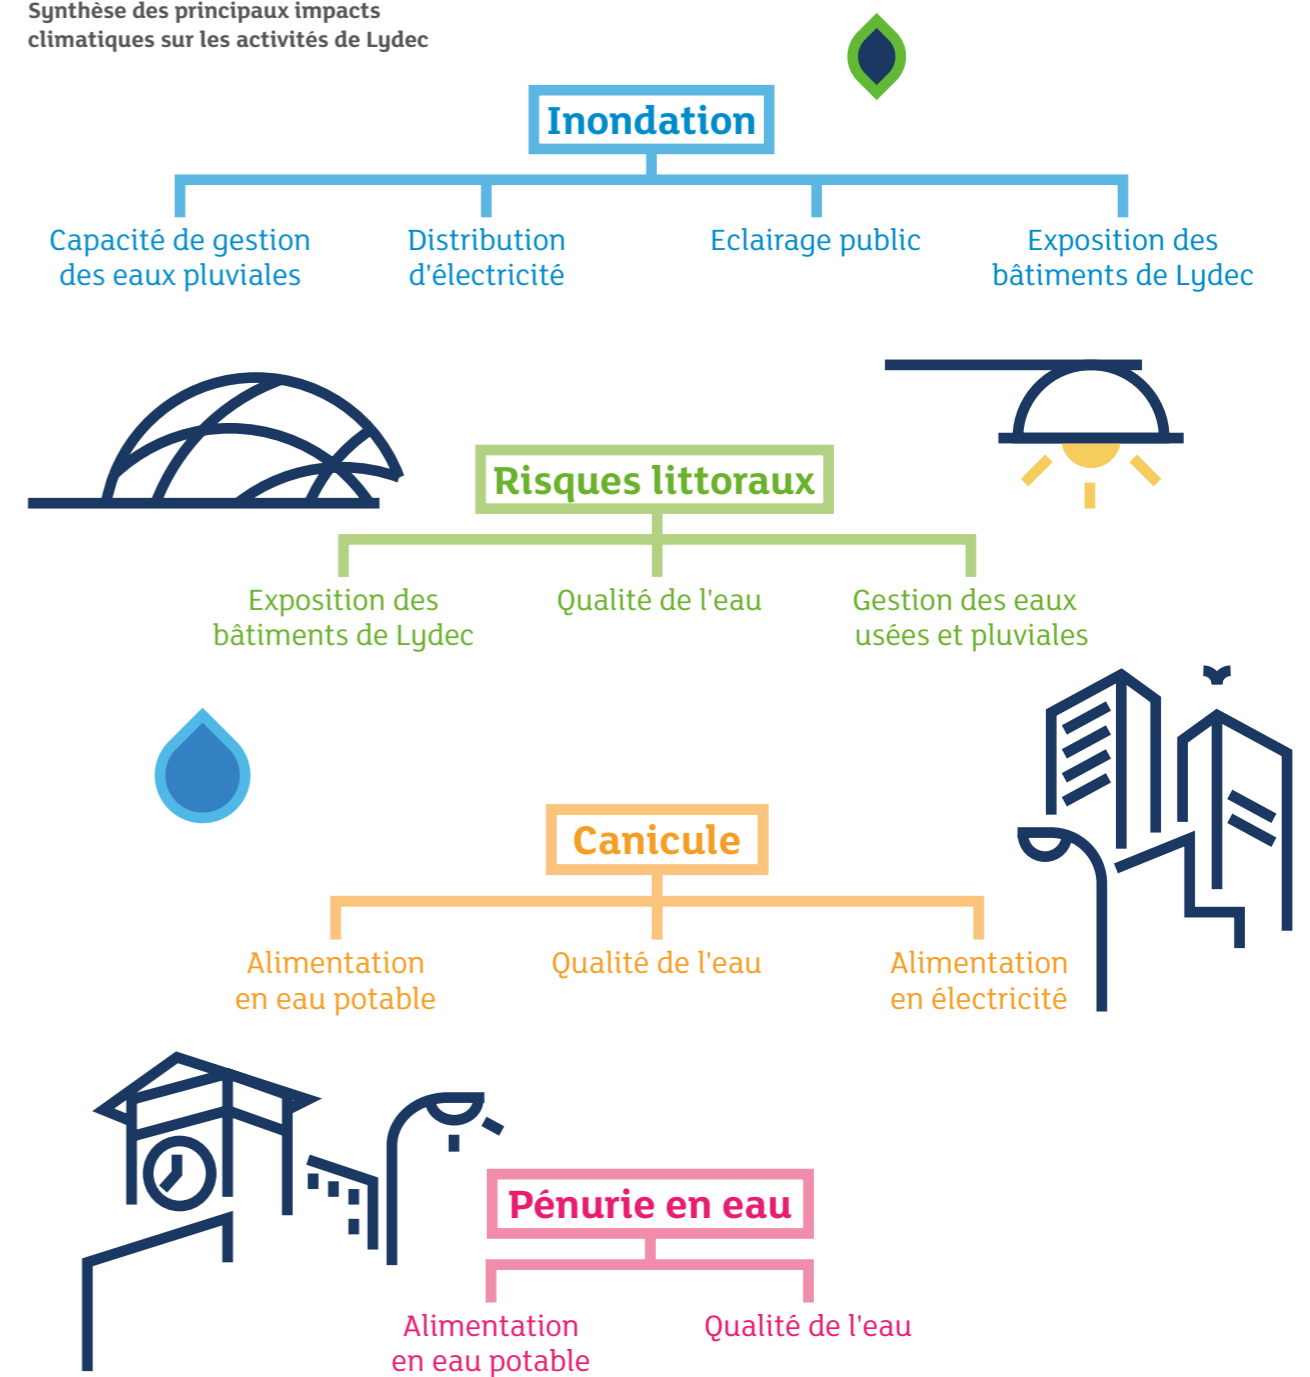 Synthèse des principaux impacts
climatiques sur les activités de Lydec
Inondation
Capacité de gestion
des eaux pluviales
Distribution
d'électricité
Eclairage public
Exposition des
bâtiments de Lydec
Risques littoraux
Exposition des
bâtiments de Lydec
Qualité de l'eau
Gestion des eaux
usées et pluviales
Canicule
Alimentation
en eau potable
Qualité de l'eau
Alimentation
en électricité
Pénurie en eau
Alimentation
en eau potable
Qualité de l'eau